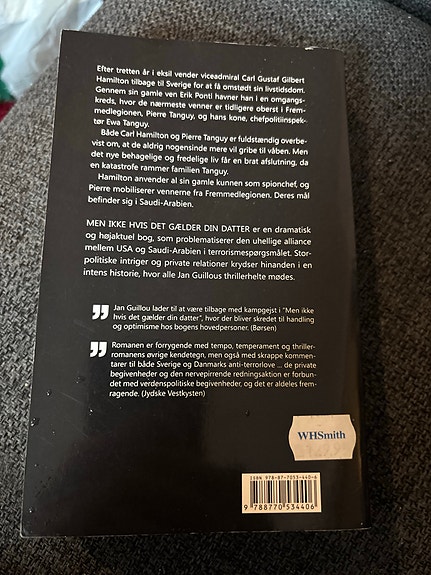 Efter tretten år i eksil vender viceadmiral Carl Gustaf Gilbert
Hamilton tilbage til Sverige for at få omstødt sin livstidsdom.
Gennem sin gamle ven Erik Ponti havner han i en omgangs-
kreds, hvor de nærmeste venner er tidligere oberst i Frem-
medlegionen, Pierre Tanguy, og hans kone, chefpolitiinspek-
tør Ewa Tanguy.
Både Carl Hamilton og Pierre Tanguy er fuldstændig overbe-
vist om, at de aldrig nogensinde mere vil gribe til våben. Men
det nye behagelige og fredelige liv får en brat afslutning, da
en katastrofe rammer familien Tanguy.
Hamilton anvender al sin gamle kunnen som spionchef, og
Pierre mobiliserer vennerne fra Fremmedlegionen. Deres mål
befinder sig i Saudi-Arabien.
MEN IKKE HVIS DET GÆLDER DIN DATTER er en dramatisk
og højaktuel bog, som problematiserer den uhellige alliance
mellem USA og Saudi-Arabien i terrorismespørgsmålet. Stor-
politiske intriger og private relationer krydser hinanden i en
intens historie, hvor alle Jan Guillous thrillerhelte mødes.
" Jan Guillou lader til at være tilbage med kampgejst i "Men ikke
hvis det gælder din datter", hvor der bliver skredet til handling
og optimisme hos bogens hovedpersoner. (Børsen)
" Romanen er forrygende med tempo, temperament og thriller-
romanens øvrige kendetegn, men også med skrappe kommen-
tarer til både Sverige og Danmarks anti-terrorlove ... de private
begivenheder og den nervepirrende redningsaktion er forbun-
det med verdenspolitiske begivenheder, og det er aldeles frem-
ragende. (Jydske Vestkysten)
WHSmith
ISBN 978-87-7053-440-6
9 788770 534406